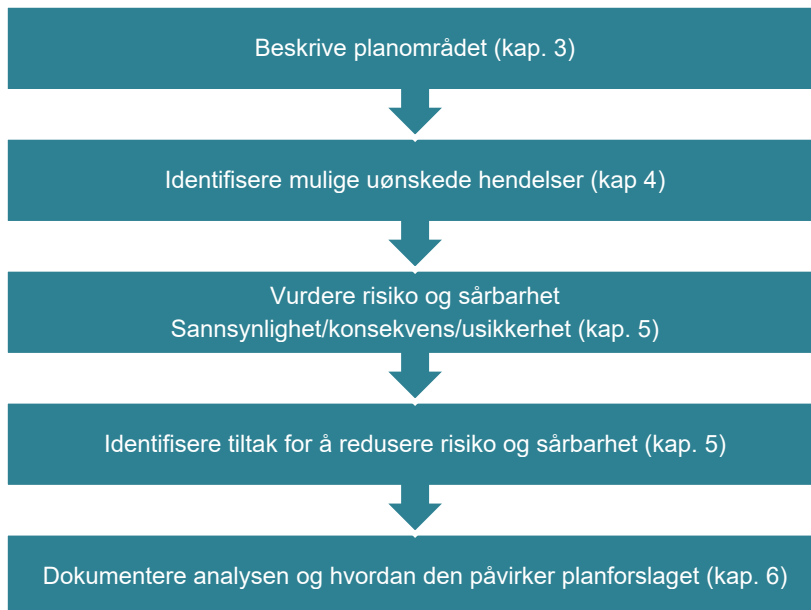 Beskrive planområdet (kap. 3)
Identifisere mulige uønskede hendelser (kap 4)
Vurdere risiko og sårbarhet
Sannsynlighet/konsekvens/usikkerhet (kap. 5)
Identifisere tiltak for å redusere risiko og sårbarhet (kap. 5)
Dokumentere analysen og hvordan den påvirker planforslaget (kap. 6)